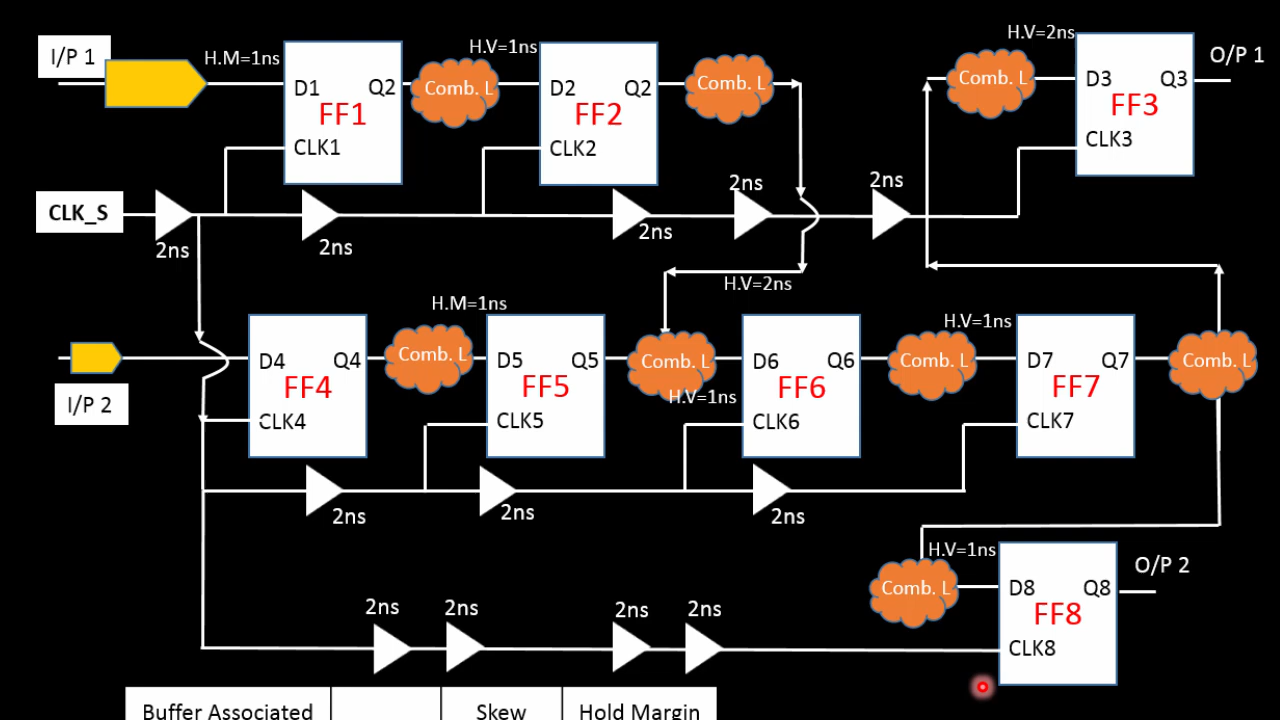 H.V=2ns
I/P 1
H.M=1ns
H.V=1ns
O/P 1
D1
Q2
Comb. L
D2
Q2
Comb. L
Comb. L
D3
Q3
FF1
FF2
FF3
CLK1
CLK2
CLK3
2ns
2ns
CLK_S
2ns
2ns
2ns
H.V=2ns
H.M=1ns
H.V=1ns
D4
Q4
Comb. L
D5
Q5
Comb. L
D6
Q6
Comb. L
D7
Q7
Comb. L
FF4
FF5
FF6
FF7
I/P 2
H.V=1ns
CLK4
CLK5
CLK6
CLK7
2ns
2ns
2ns
H.V=1ns
O/P 2
Comb. L
D8
Q8
FF8
2ns
2ns
2ns
2ns
CLK8
Buffer Associated
Skew
Hold Margin